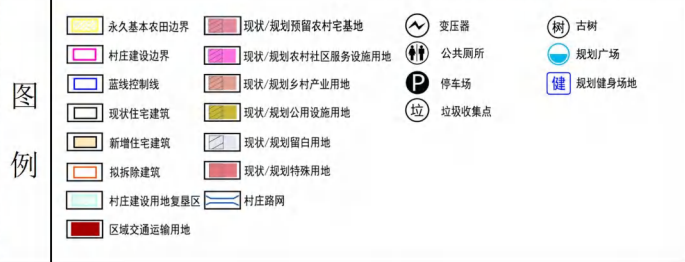 图例
永久基本农田边界
村庄建设边界
蓝线控制线
现状住宅建筑
新增住宅建筑
拟拆除建筑
村庄建设用地复垦区
区域交通运输用地
现状/规划预留农村宅基地
现状/规划农村社区服务设施用地
现状/规划乡村产业用地
现状/规划公用设施用地
现状/规划留白用地
现状/规划特殊用地
村庄路网
变压器
公共厕所
P 停车场
垃 垃圾收集点
树 古树
规划广场
健 规划健身场地